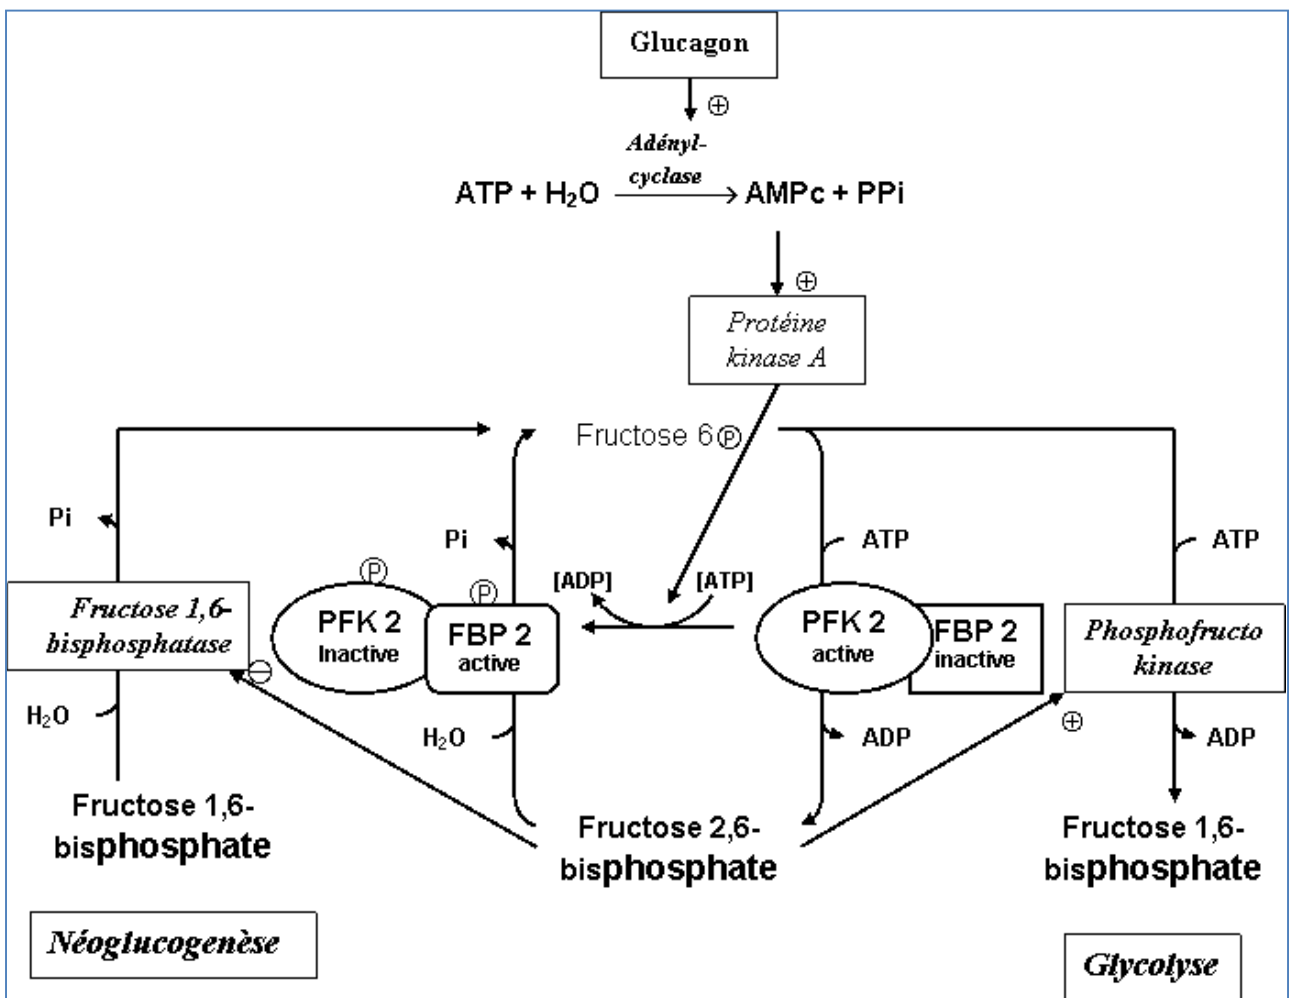 Glucagon
⊕
Adényl-
cyclase
ATP + H₂O
AMPc + PPi
⊕
Protéine
kinase A
Fructose 6Ⓟ
Pi
Pi
ATP
ATP
[ADP]
[ATP]
Ⓟ
Ⓟ
Fructose 1,6-
bisphosphatase
PFK 2
Inactive
FBP 2
active
PFK 2
active
FBP 2
inactive
Phosphofructo
kinase
⊖
⊕
H₂O
H₂O
ADP
ADP
Fructose 1,6-
bisphosphate
Fructose 2,6-
bisphosphate
Fructose 1,6-
bisphosphate
Néoglucogenèse
Glycolyse